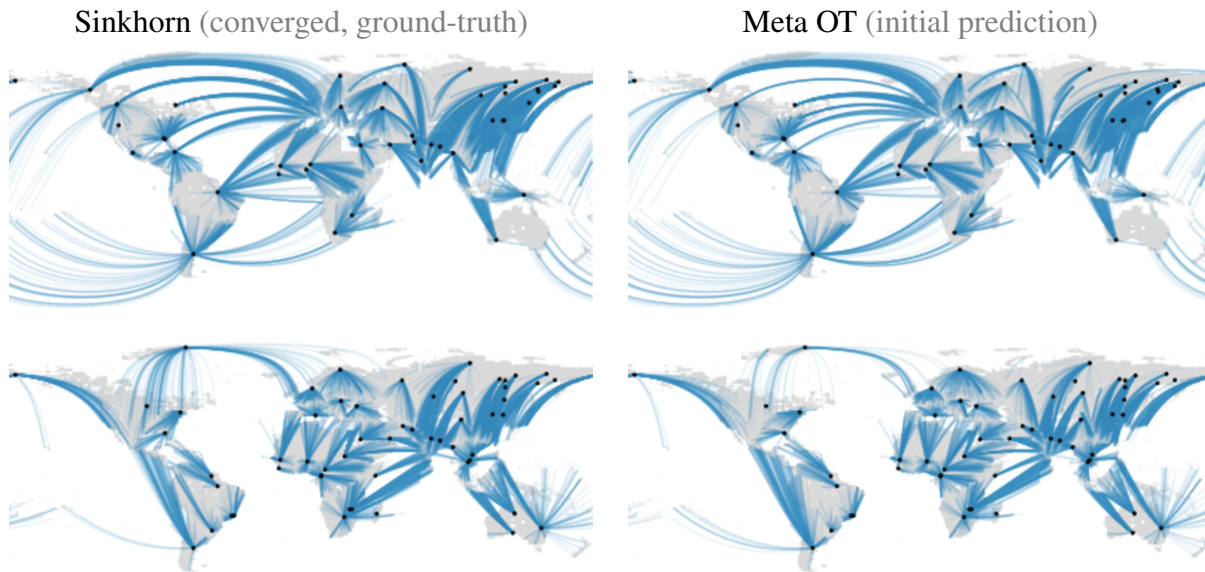 Sinkhorn (converged, ground-truth)
Meta OT (initial prediction)